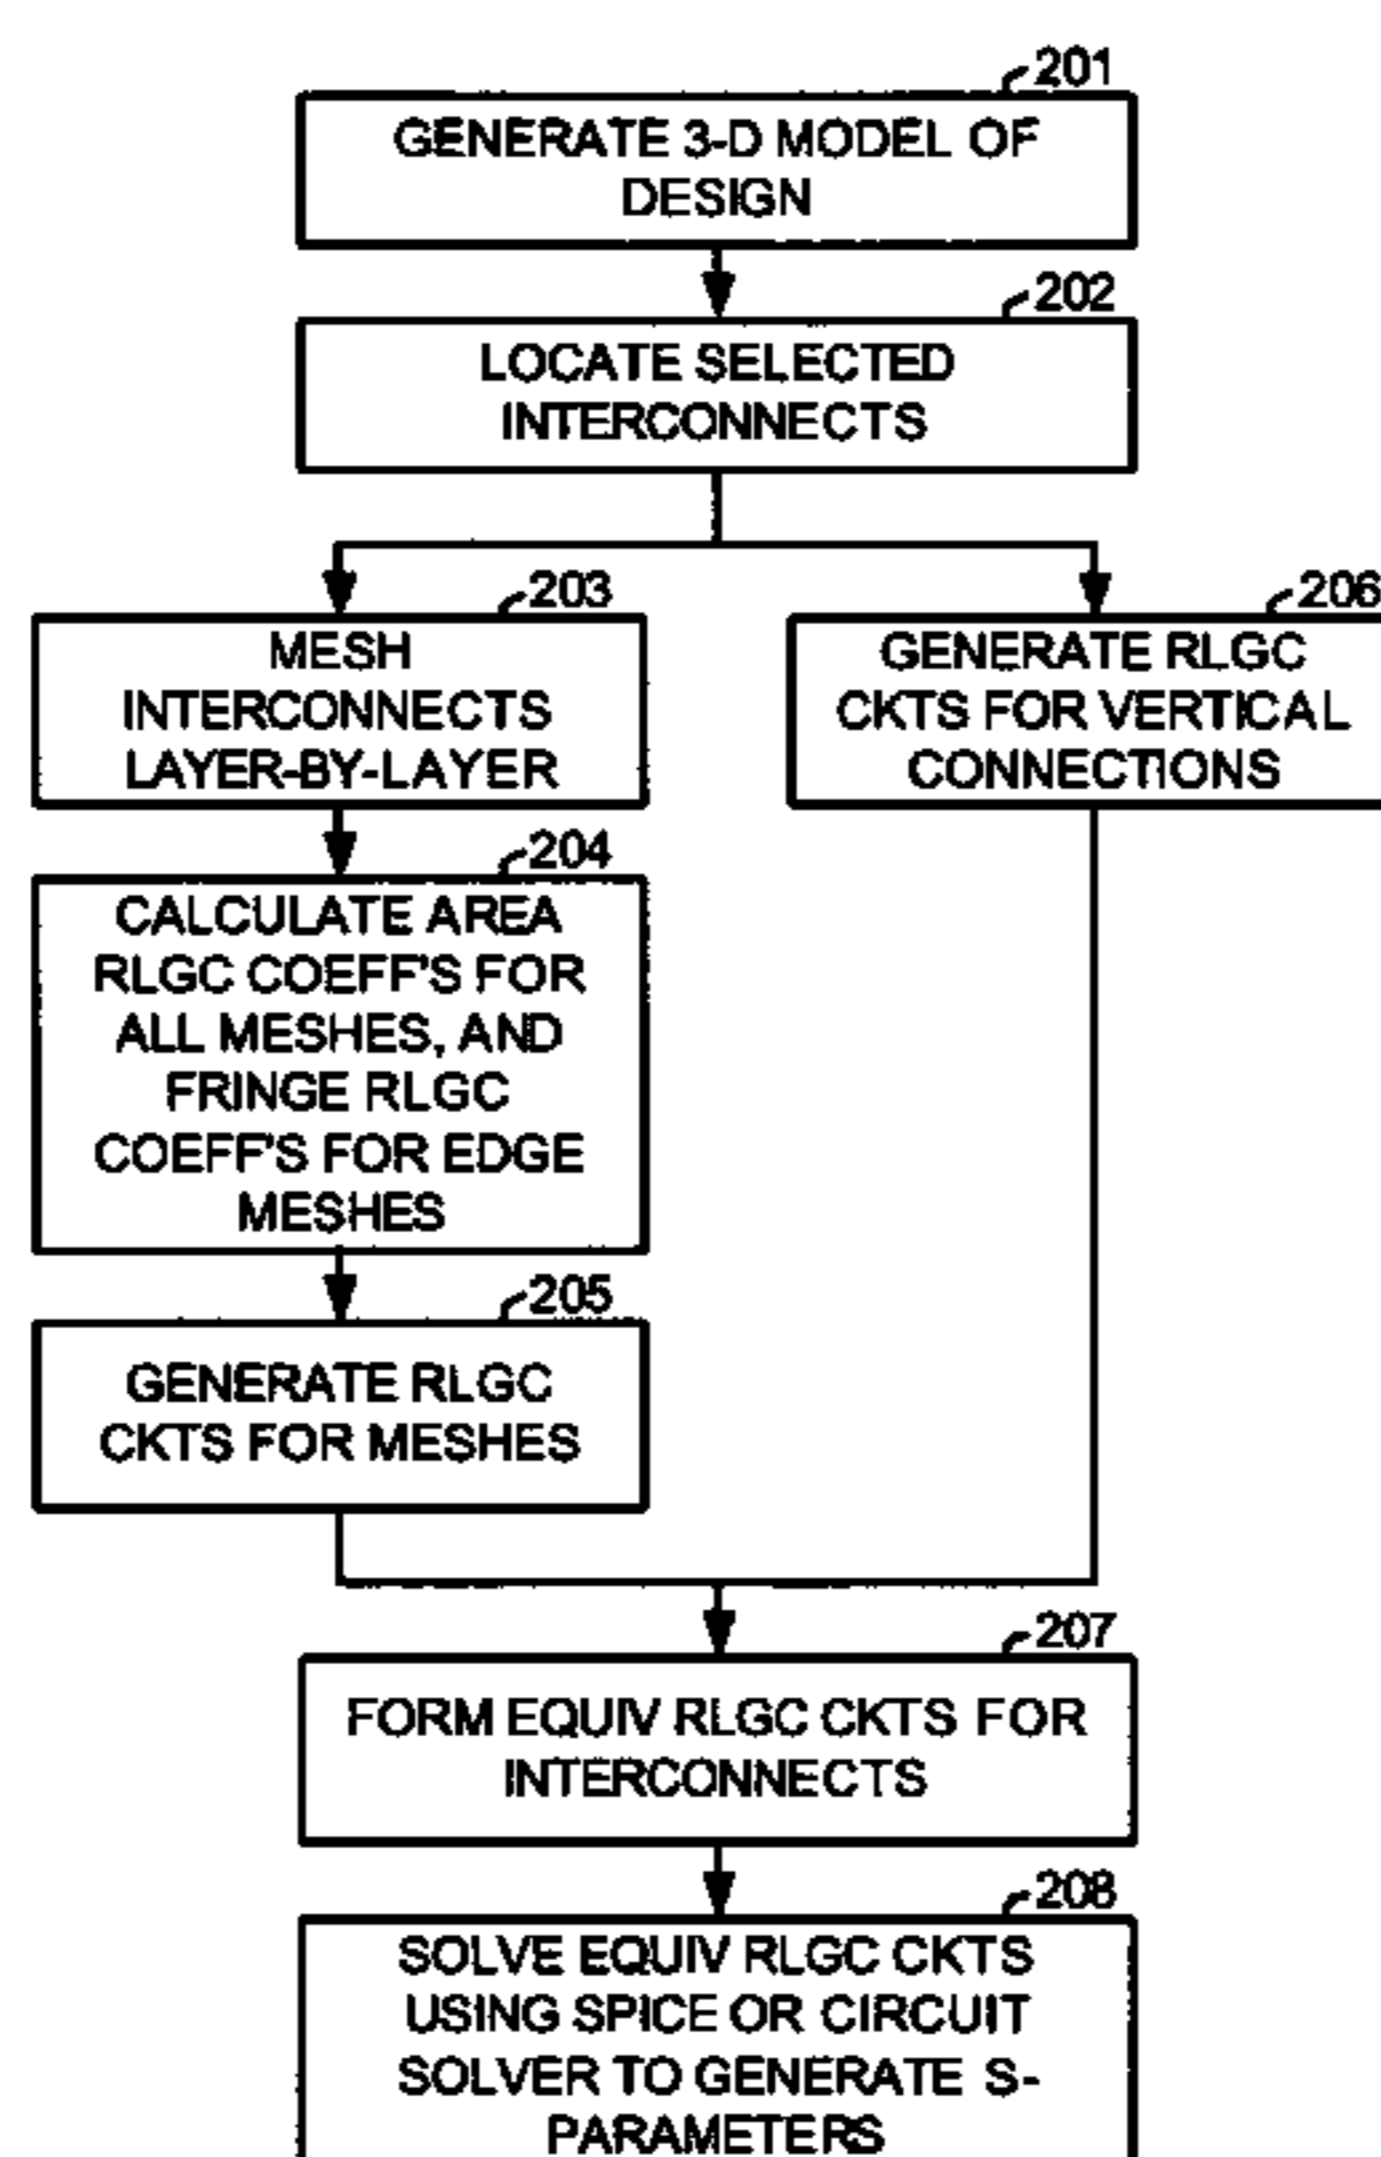 201
GENERATE 3-D MODEL OF
DESIGN
202
LOCATE SELECTED
INTERCONNECTS
203
MESH
INTERCONNECTS
LAYER-BY-LAYER
206
GENERATE RLGC
CKTS FOR VERTICAL
CONNECTIONS
204
CALCULATE AREA
RLGC COEFF'S FOR
ALL MESHES, AND
FRINGE RLGC
COEFF'S FOR EDGE
MESHES
205
GENERATE RLGC
CKTS FOR MESHES
207
FORM EQUIV RLGC CKTS FOR
INTERCONNECTS
208
SOLVE EQUIV RLGC CKTS
USING SPICE OR CIRCUIT
SOLVER TO GENERATE S-
PARAMETERS